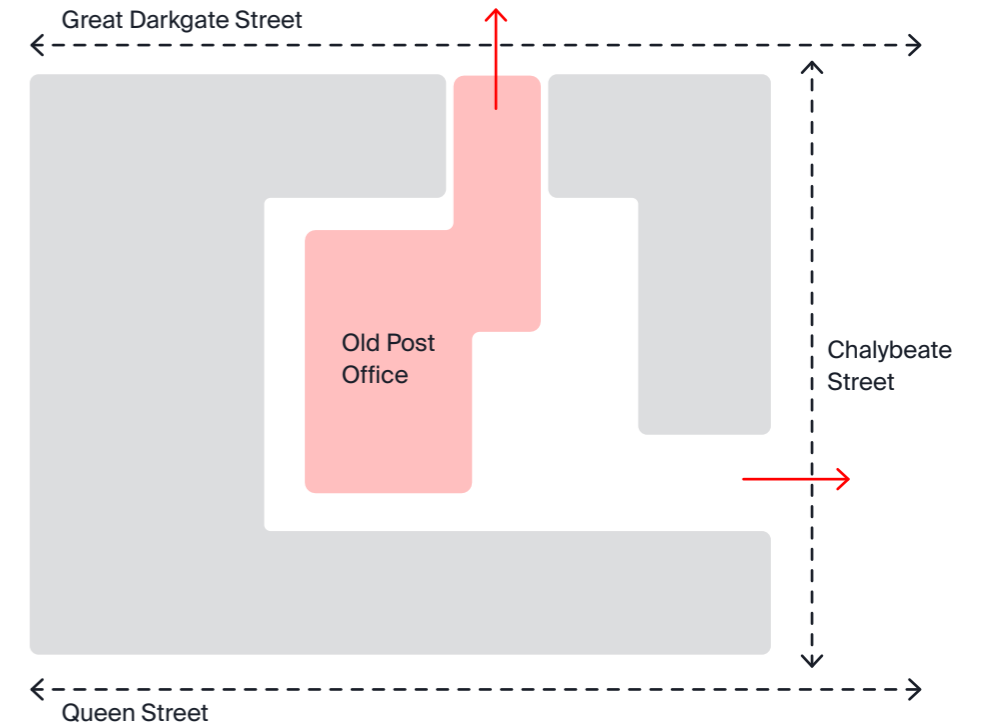 Great Darkgate Street
Old Post
Office
Chalybeate
Street
Queen Street